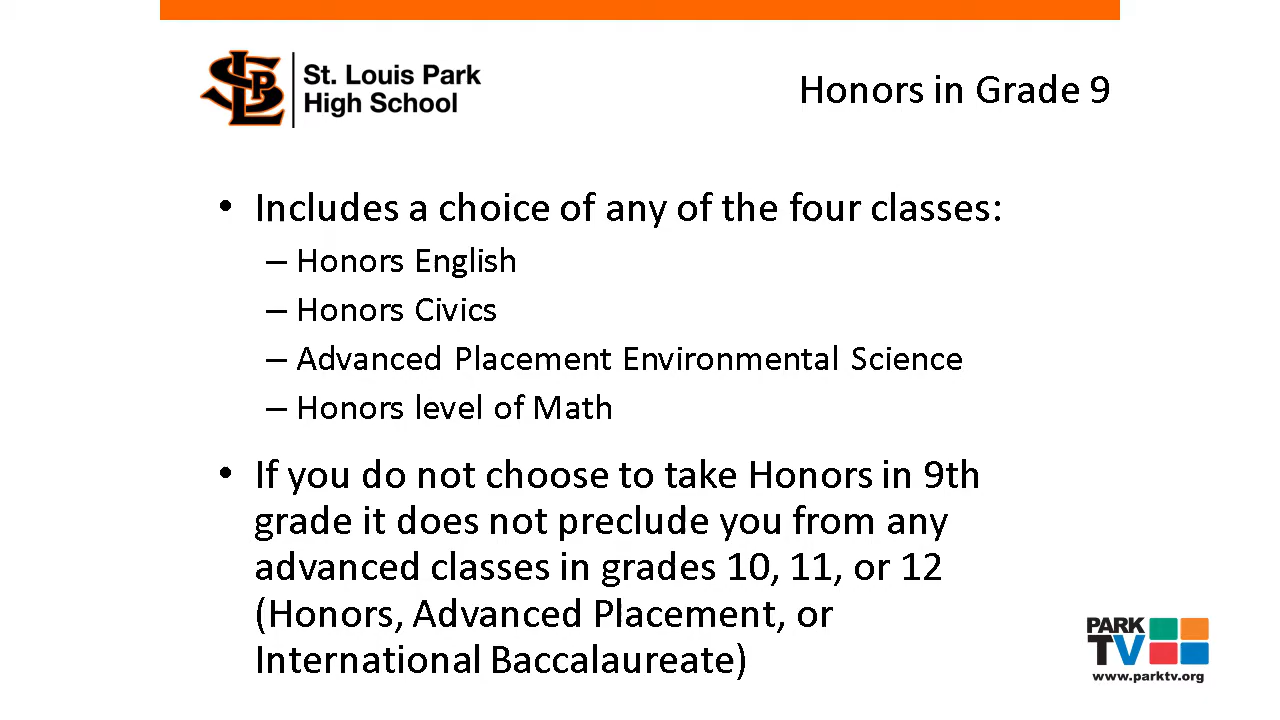 SLP
St. Louis Park
High School
Honors in Grade 9
• Includes a choice of any of the four classes:
– Honors English
– Honors Civics
– Advanced Placement Environmental Science
– Honors level of Math
• If you do not choose to take Honors in 9th
grade it does not preclude you from any
advanced classes in grades 10, 11, or 12
(Honors, Advanced Placement, or
International Baccalaureate)
PARK
TV
www.parktv.org